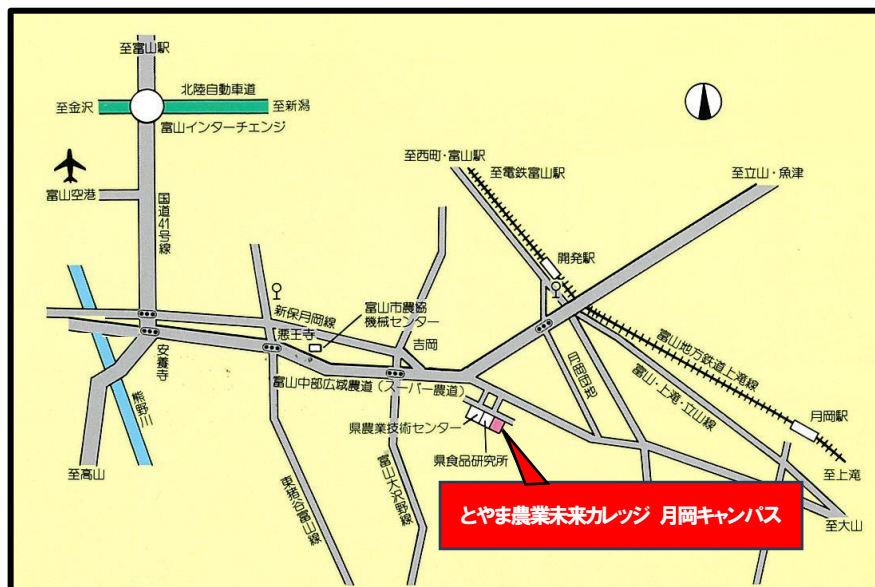 至富山駅
北陸自動車道
至金沢
至新潟
富山インターチェンジ
富山空港
国道41号線
至西町・富山駅
至電鉄富山駅
至立山・魚津
開発駅
新保月岡線
富山市農協
機械センター
悪王寺
吉岡
安養寺
富山中部広域農道(スーパー農道)
富山地方鉄道上滝線
富山・上滝・立山線
月岡駅
熊野川
県農業技術センター
県食品研究所
至高山
至上滝
東猪谷富山線
富山大沢野線
とやま農業未来カレッジ 月岡キャンパス
至大山